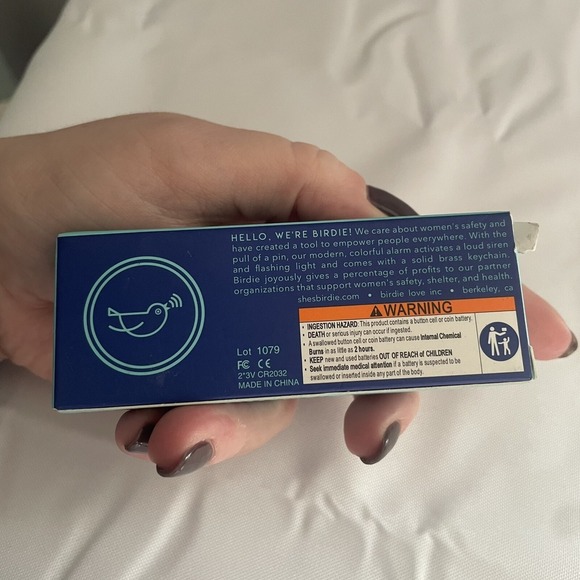 HELLO, WE'RE BIRDIE! We care about women's safety and
have created a tool to empower people everywhere. With the
pull of a pin, our modern, colorful alarm activates a loud siren
and flashing light and comes with a solid brass keychain.
Birdie joyously gives a percentage of profits to our partner
organizations that support women's safety, shelter, and health.
shesbirdie.com • birdie love inc • berkeley, ca
WARNING
• INGESTION HAZARD: This product contains a button cell or coin battery.
• DEATH or serious injury can occur if ingested.
• A swallowed button cell or coin battery can cause Internal Chemical
Burns in as little as 2 hours.
• KEEP new and used batteries OUT OF REACH of CHILDREN
• Seek immediate medical attention if a battery is suspected to be
swallowed or inserted inside any part of the body.
Lot 1079
FC CE
2*3V CR2032
MADE IN CHINA